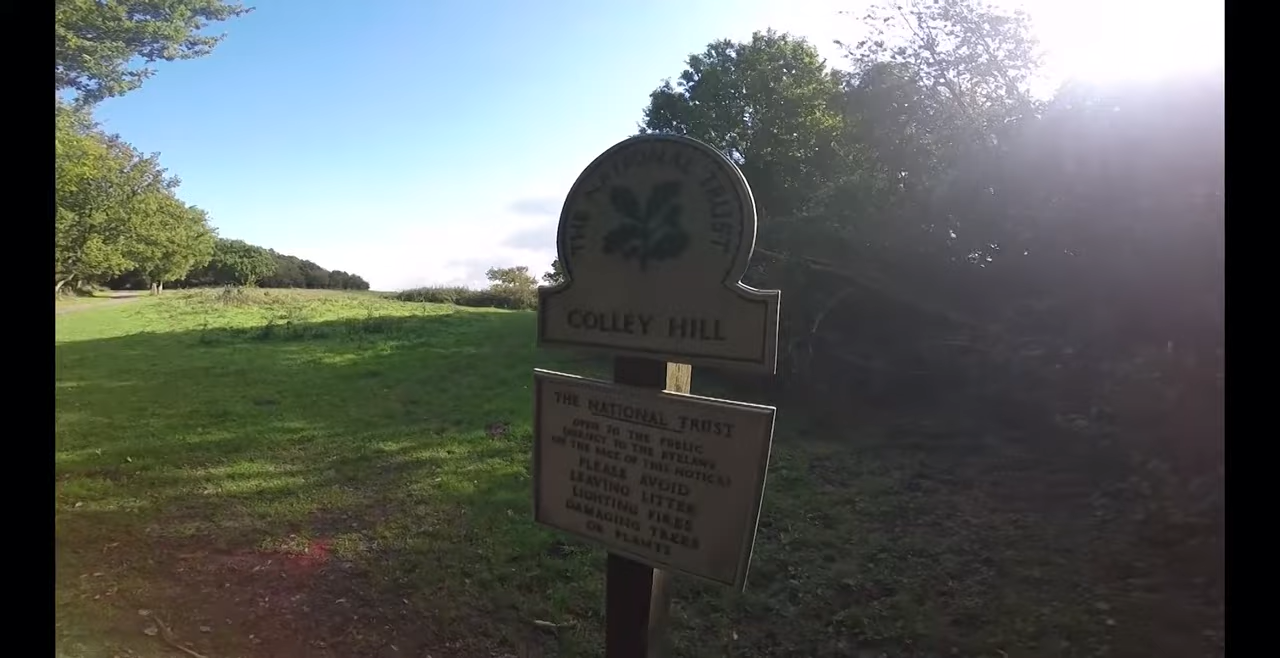 THE NATIONAL TRUST
COLLEY HILL
THE NATIONAL TRUST
OPEN TO THE PUBLIC
SUBJECT TO THE BYELAWS
ON THE BACK OF THIS NOTICE
PLEASE AVOID
LEAVING LITTER
LIGHTING FIRES
DAMAGING TREES
OR PLANTS